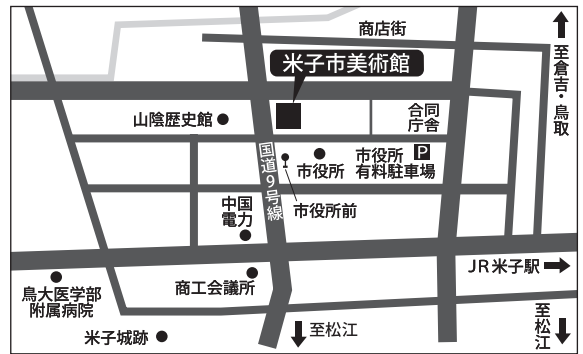 商店街
至倉吉・鳥取
米子市美術館
山陰歴史館
合同
庁舎
国道9号線
市役所
市役所
有料駐車場
P
市役所前
中国
電力
JR米子駅
鳥大医学部
附属病院
商工会議所
至松江
米子城跡
至松江